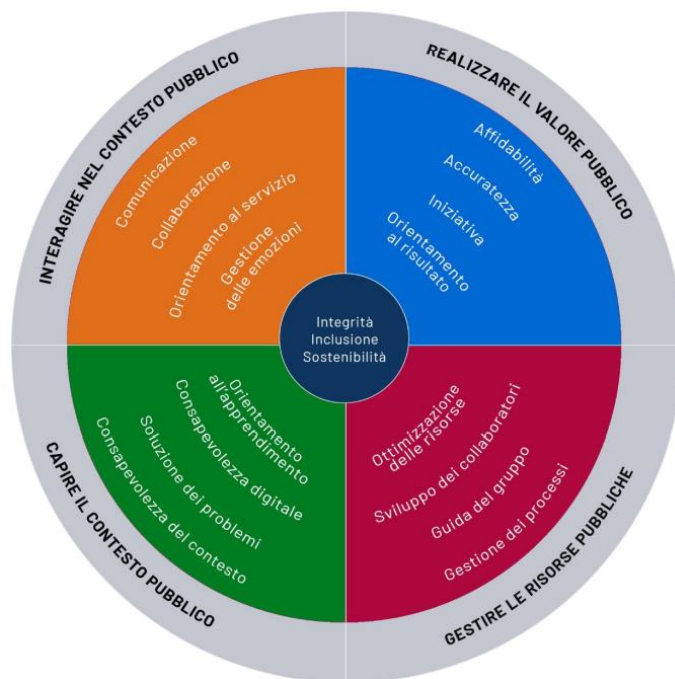 INTERAGIRE NEL CONTESTO PUBBLICO
Comunicazione
Collaborazione
Orientamento al servizio
Gestione
delle emozioni
REALIZZARE IL VALORE PUBBLICO
Affidabilità
Accuratezza
Iniziativa
Orientamento
al risultato
Integrità
Inclusione
Sostenibilità
CAPIRE IL CONTESTO PUBBLICO
Orientamento
all'apprendimento
Consapevolezza digitale
Soluzione dei problemi
Consapevolezza del contesto
GESTIRE LE RISORSE PUBBLICHE
Ottimizzazione
delle risorse
Sviluppo dei collaboratori
Guida del gruppo
Gestione dei processi